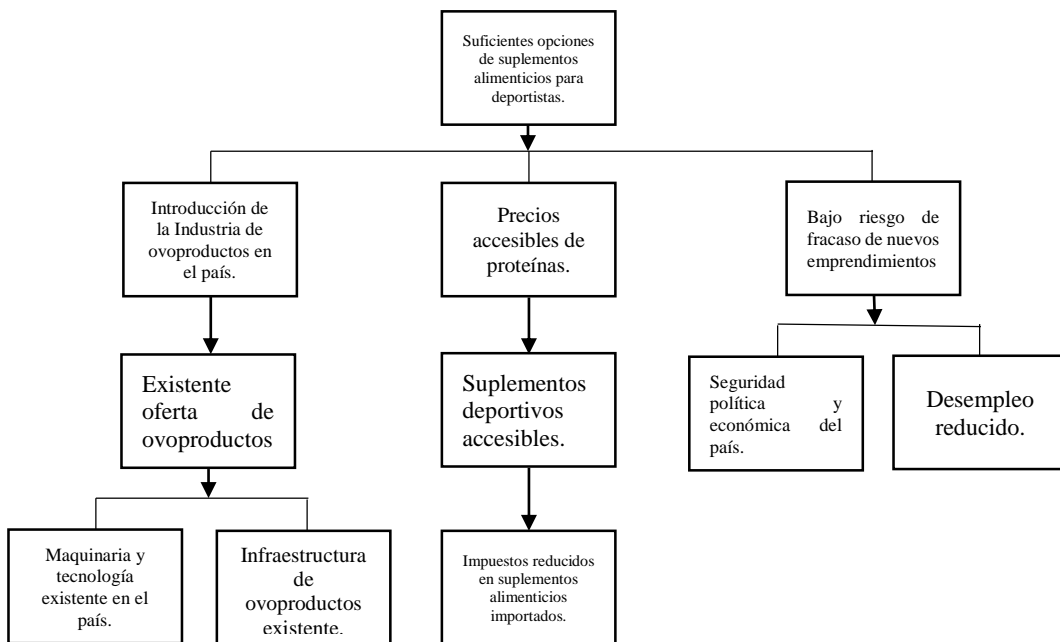 Suficientes opciones
de suplementos
alimenticios para
deportistas.
Introducción de
la Industria de
ovoproductos en
el país.
Precios
accesibles de
proteínas.
Bajo riesgo de
fracaso de nuevos
emprendimientos
Existente
oferta de
ovoproductos
Suplementos
deportivos
accesibles.
Seguridad
política y
económica del
país.
Desempleo
reducido.
Maquinaria y
tecnología
existente en el
país.
Infraestructura
de
ovoproductos
existente.
Impuestos reducidos
en suplementos
alimenticios
importados.